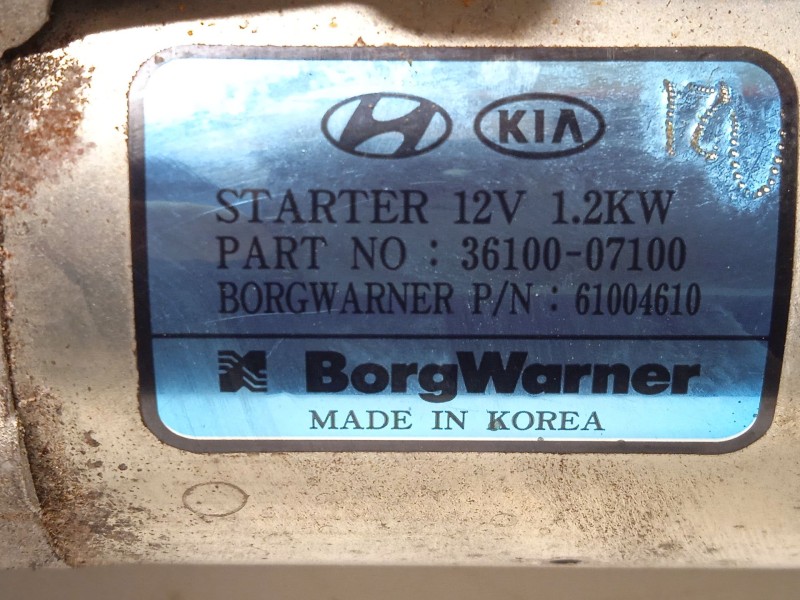 KIA
STARTER 12V 1.2KW
PART NO : 36100-07100
BORGWARNER P/N : 61004610
BorgWarner
MADE IN KOREA